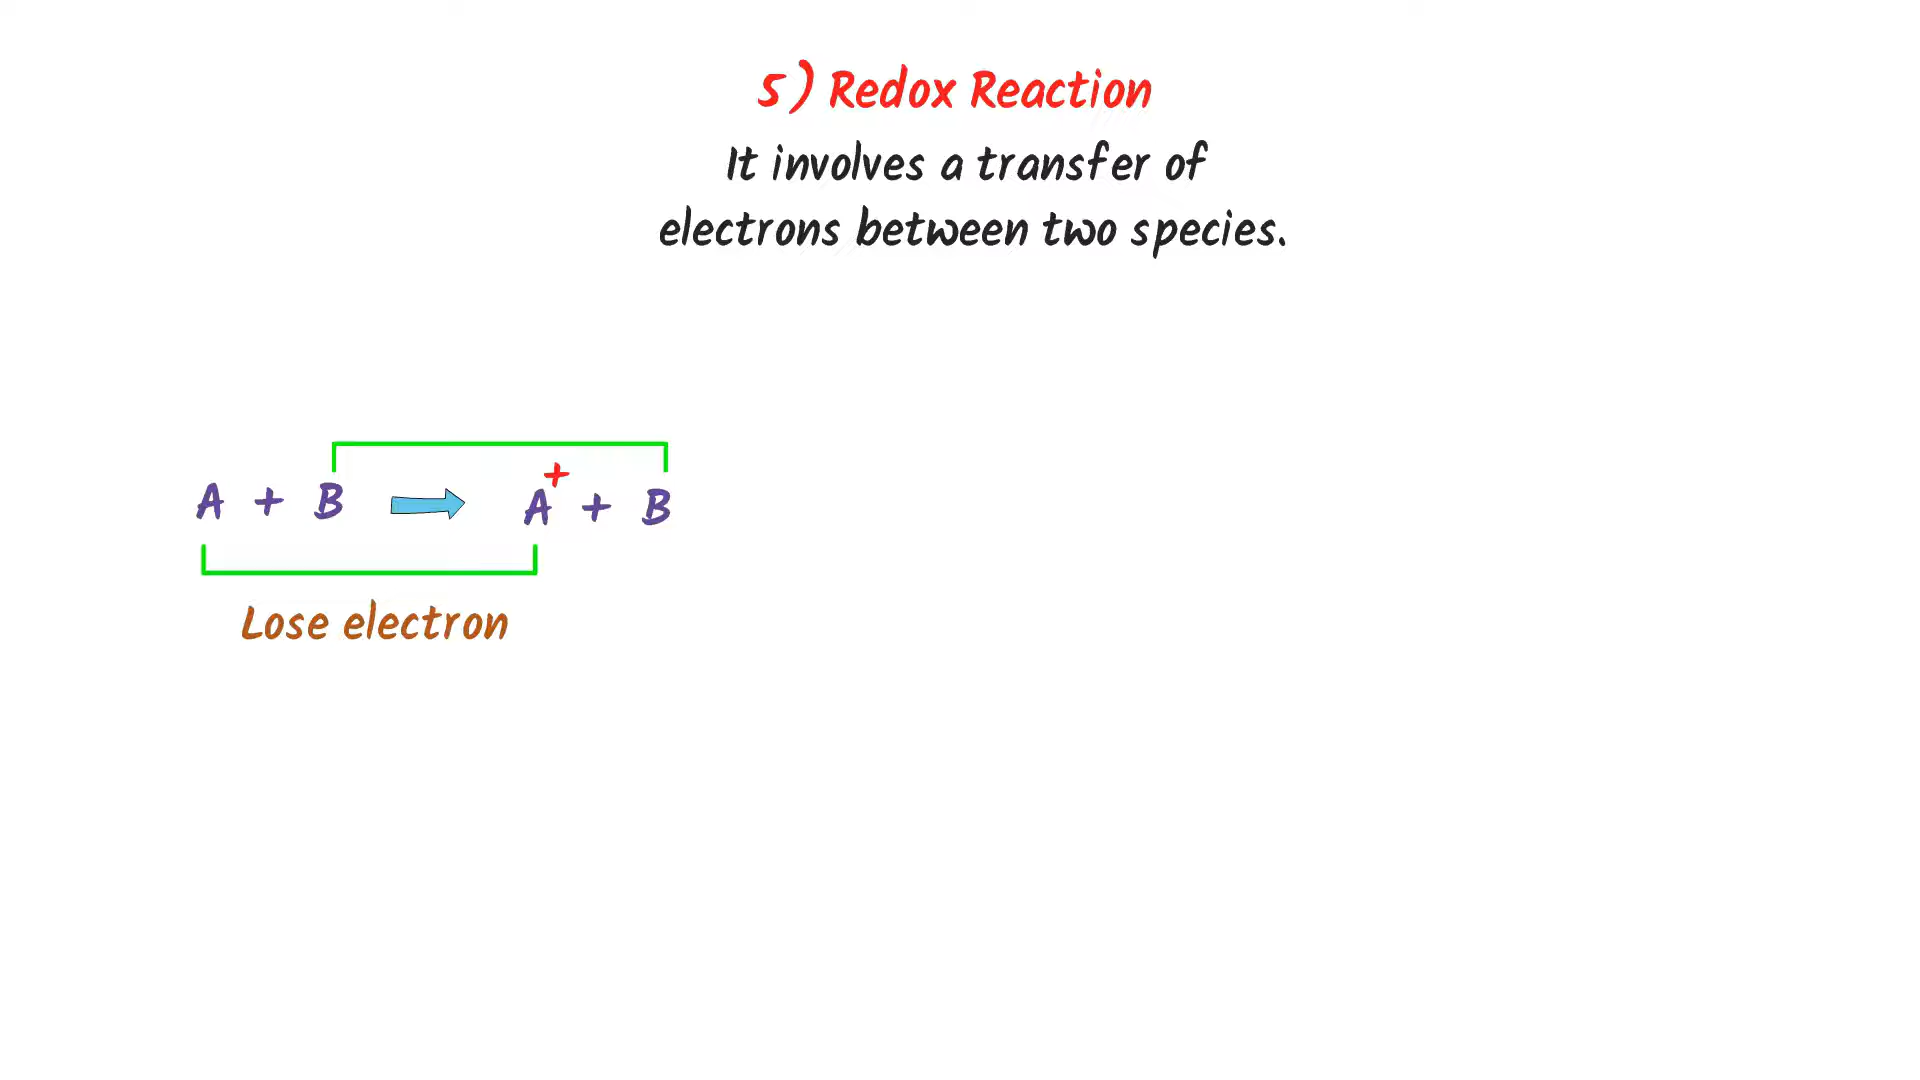 5) Redox Reaction
It involves a transfer of
electrons between two species.
A + B A+ + B
Lose electron